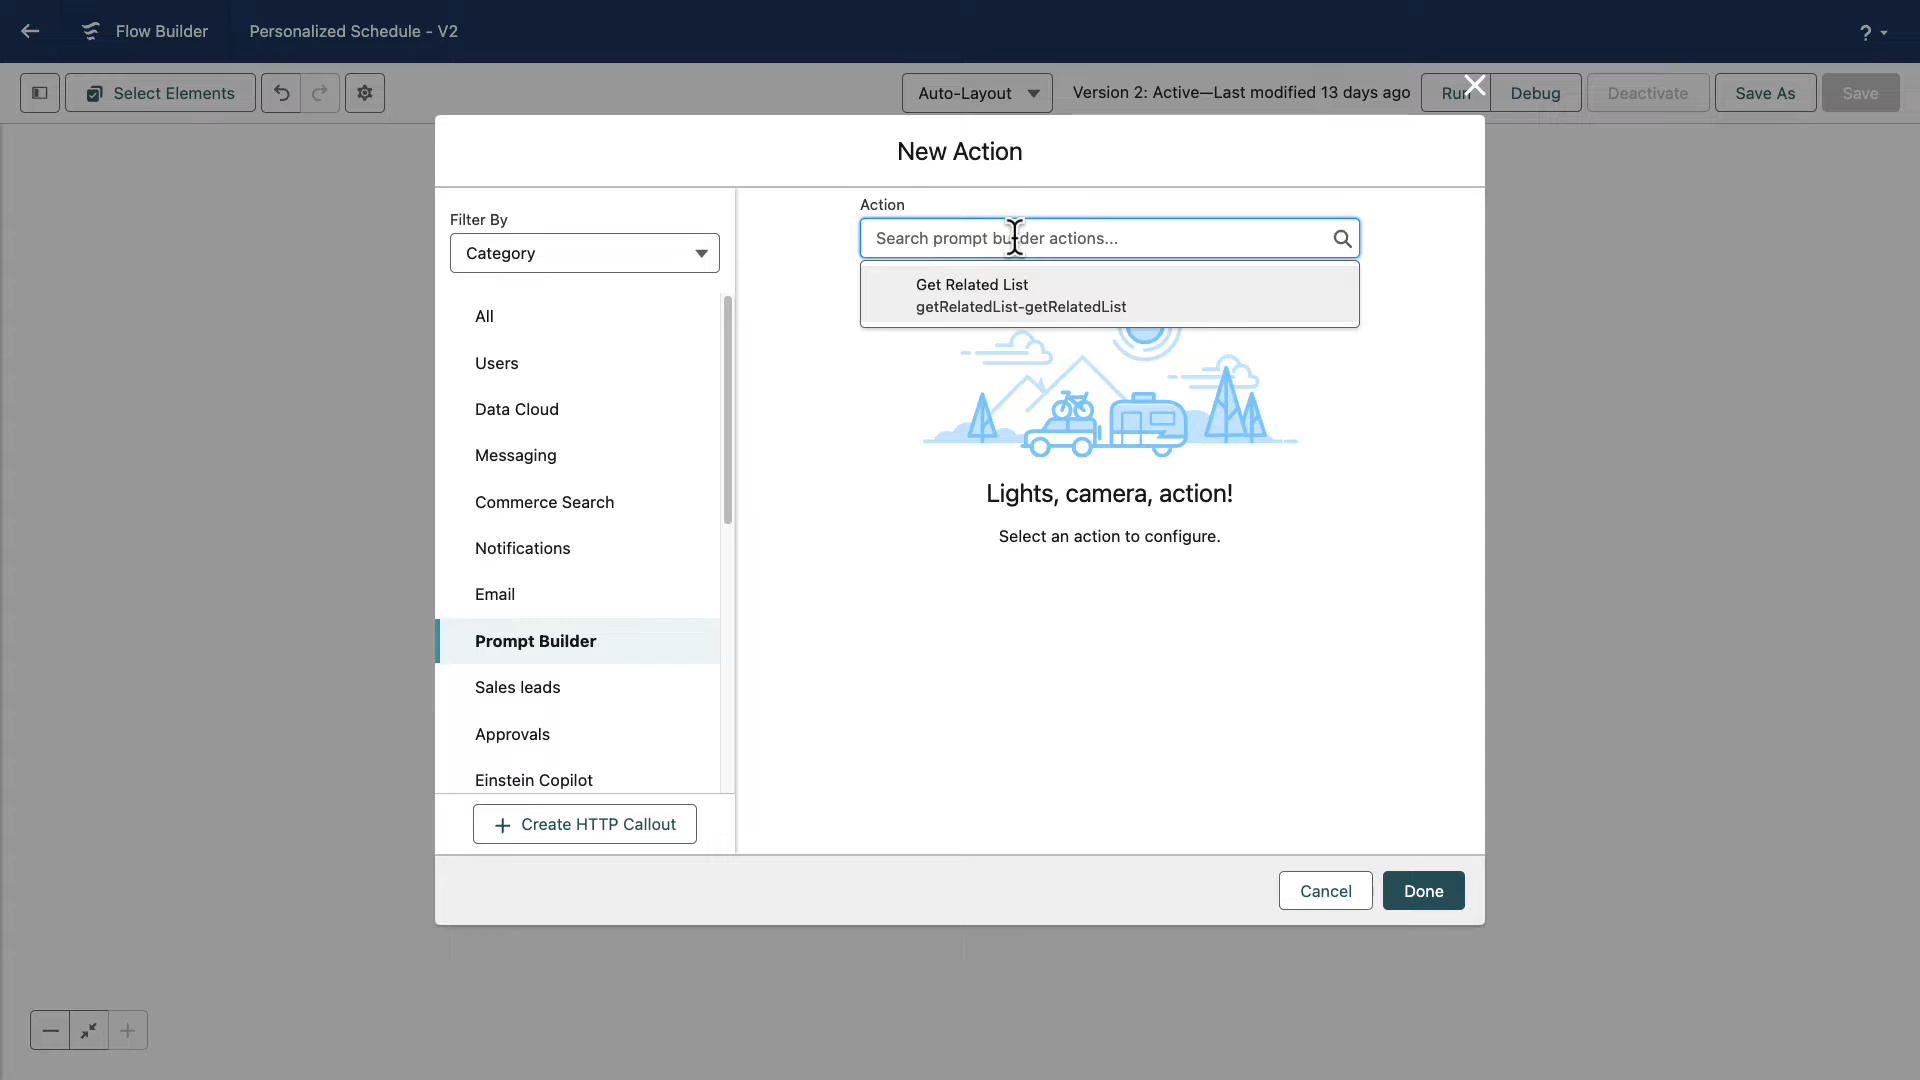 Flow Builder
Personalized Schedule - V2
?
Select Elements
Auto-Layout
Version 2: Active—Last modified 13 days ago
Run
Debug
Deactivate
Save As
Save
New Action
Filter By
Category
All
Users
Data Cloud
Messaging
Commerce Search
Notifications
Email
Prompt Builder
Sales leads
Approvals
Einstein Copilot
Create HTTP Callout
Action
Search prompt builder actions...
Get Related List
getRelatedList-getRelatedList
Lights, camera, action!
Select an action to configure.
Cancel
Done